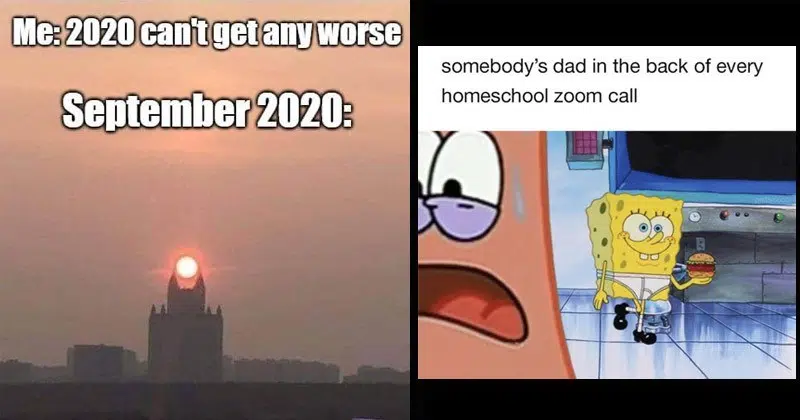 Me: 2020 can't get any worse
September 2020:
somebody's dad in the back of every
homeschool zoom call